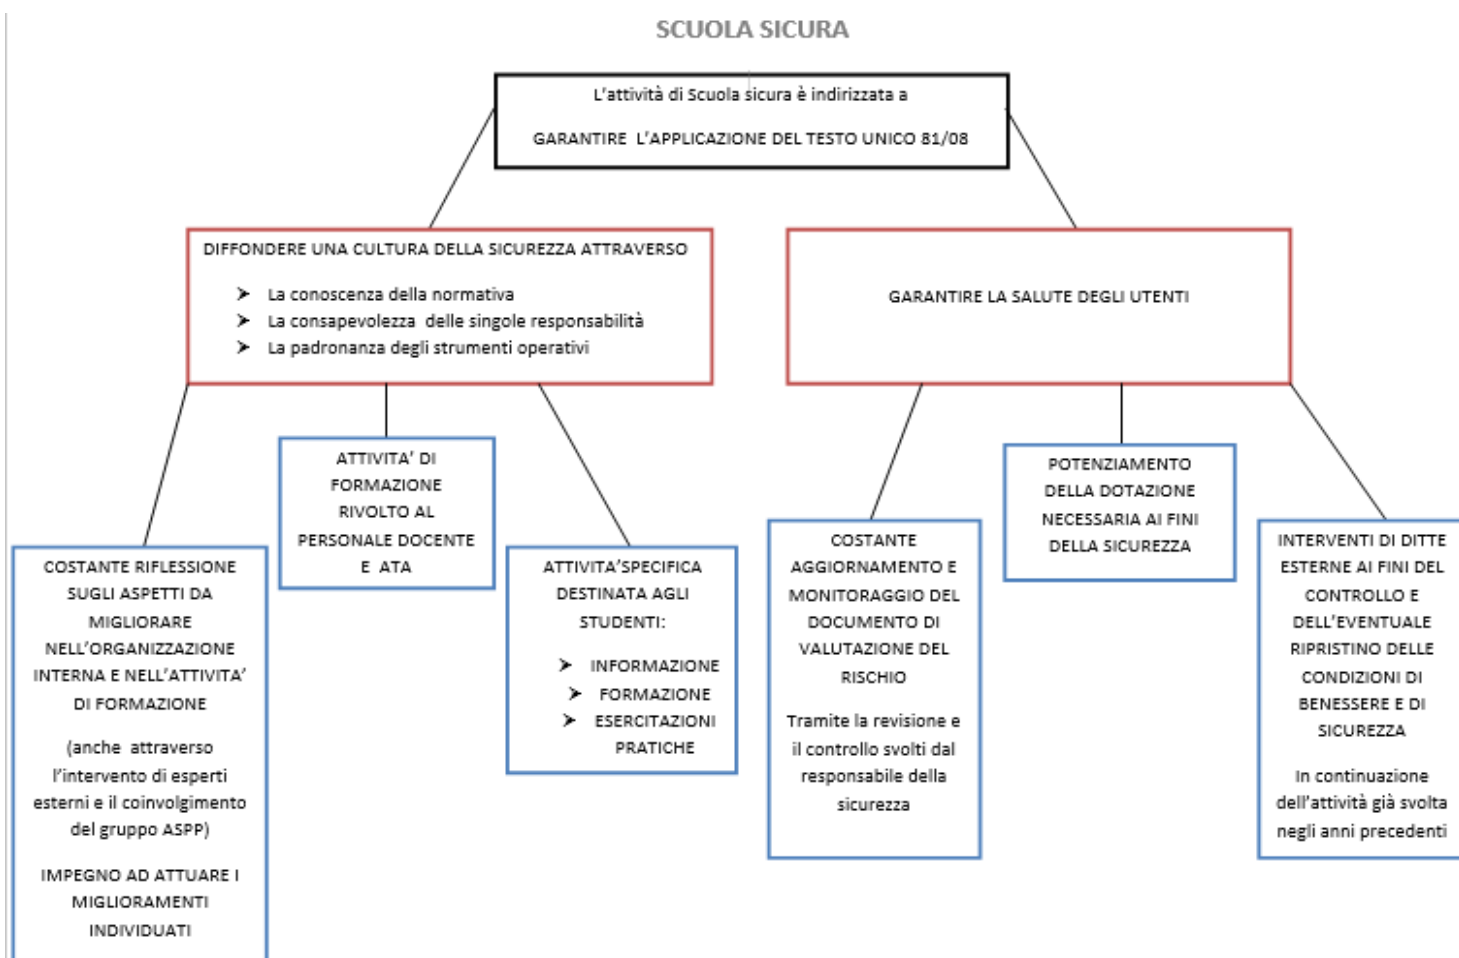 SCUOLA SICURA
L'attività di Scuola sicura è indirizzata a
GARANTIRE L'APPLICAZIONE DEL TESTO UNICO 81/08
DIFFONDERE UNA CULTURA DELLA SICUREZZA ATTRAVERSO
➤ La conoscenza della normativa
➤ La consapevolezza delle singole responsabilità
➤ La padronanza degli strumenti operativi
GARANTIRE LA SALUTE DEGLI UTENTI
COSTANTE RIFLESSIONE
SUGLI ASPETTI DA
MIGLIORARE
NELL'ORGANIZZAZIONE
INTERNA E NELL'ATTIVITA'
DI FORMAZIONE
(anche attraverso
l'intervento di esperti
esterni e il coinvolgimento
del gruppo ASPP)
IMPEGNO AD ATTUARE I
MIGLIORAMENTI
INDIVIDUATI
ATTIVITA' DI
FORMAZIONE
RIVOLTO AL
PERSONALE DOCENTE
E ATA
ATTIVITA'SPECIFICA
DESTINATA AGLI
STUDENTI:
➤ INFORMAZIONE
➤ FORMAZIONE
➤ ESERCITAZIONI
PRATICHE
COSTANTE
AGGIORNAMENTO E
MONITORAGGIO DEL
DOCUMENTO DI
VALUTAZIONE DEL
RISCHIO
Tramite la revisione e
il controllo svolti dal
responsabile della
sicurezza
POTENZIAMENTO
DELLA DOTAZIONE
NECESSARIA AI FINI
DELLA SICUREZZA
INTERVENTI DI DITTE
ESTERNE AI FINI DEL
CONTROLLO E
DELL'EVENTUALE
RIPRISTINO DELLE
CONDIZIONI DI
BENESSERE E DI
SICUREZZA
In continuazione
dell'attività già svolta
negli anni precedenti